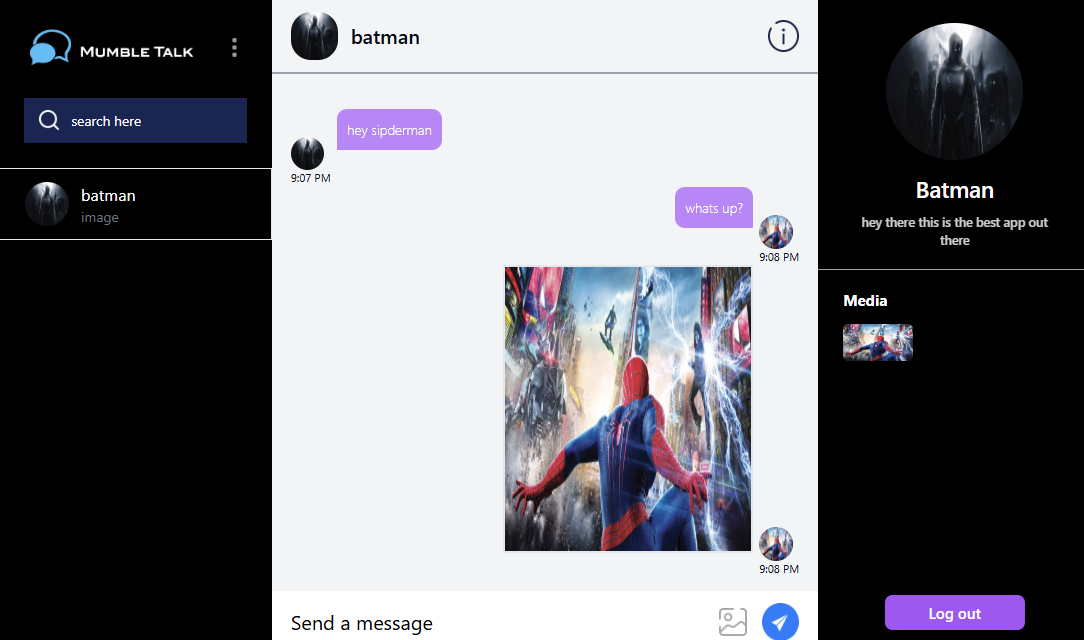 MUMBLE TALK
search here
batman
image
batman
hey sipderman
9:07 PM
whats up?
9:08 PM
9:08 PM
Send a message
Batman
hey there this is the best app out
there
Media
Log out